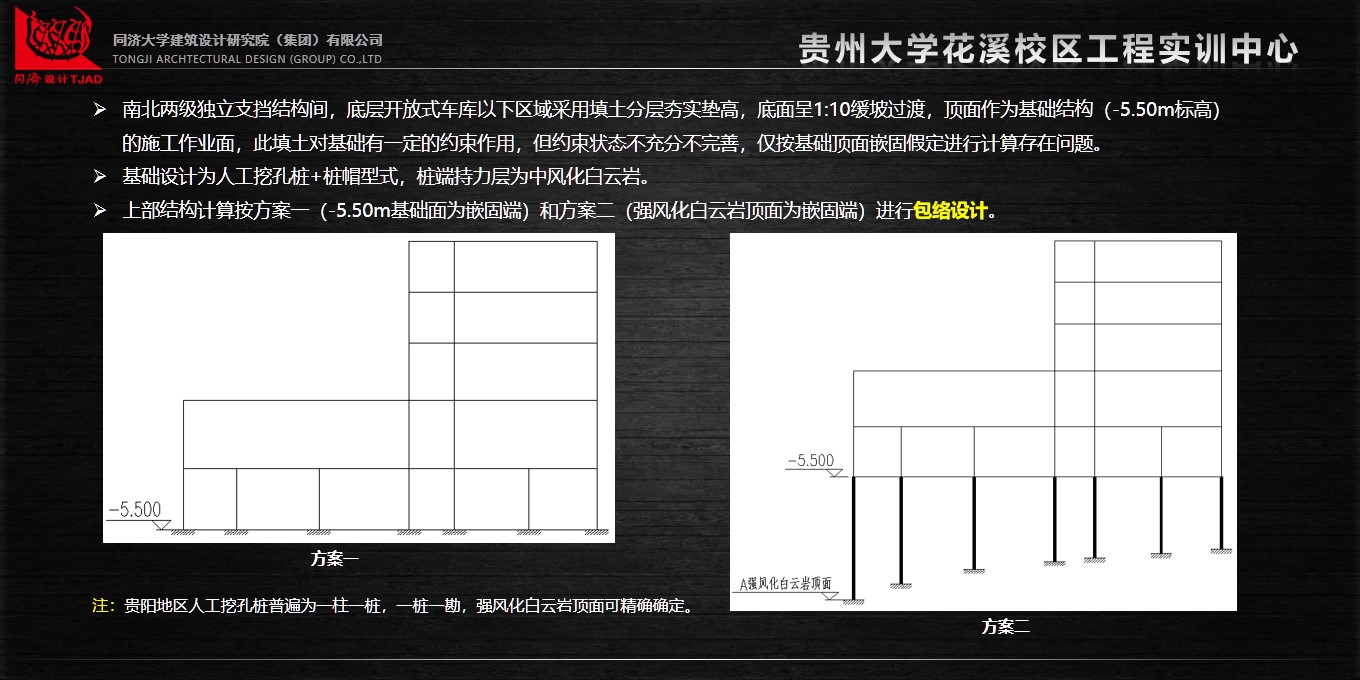 同济大学建筑设计研究院（集团）有限公司
TONGJI ARCHTECTURAL DESIGN (GROUP) CO.,LTD
同济设计TJAD
贵州大学花溪校区工程实训中心
南北两级独立支挡结构间，底层开放式车库以下区域采用填土分层夯实垫高，底面呈1:10缓坡过渡，顶面作为基础结构（-5.50m标高）
的施工作业面，此填土对基础有一定的约束作用，但约束状态不充分不完善，仅按基础顶面嵌固假定进行计算存在问题。
基础设计为人工挖孔桩+桩帽型式，桩端持力层为中风化白云岩。
上部结构计算按方案一（-5.50m基础面为嵌固端）和方案二（强风化白云岩顶面为嵌固端）进行包络设计。
-5.500
方案一
-5.500
A强风化白云岩顶面
方案二
注：贵阳地区人工挖孔桩普遍为一柱一桩，一桩一勘，强风化白云岩顶面可精确确定。